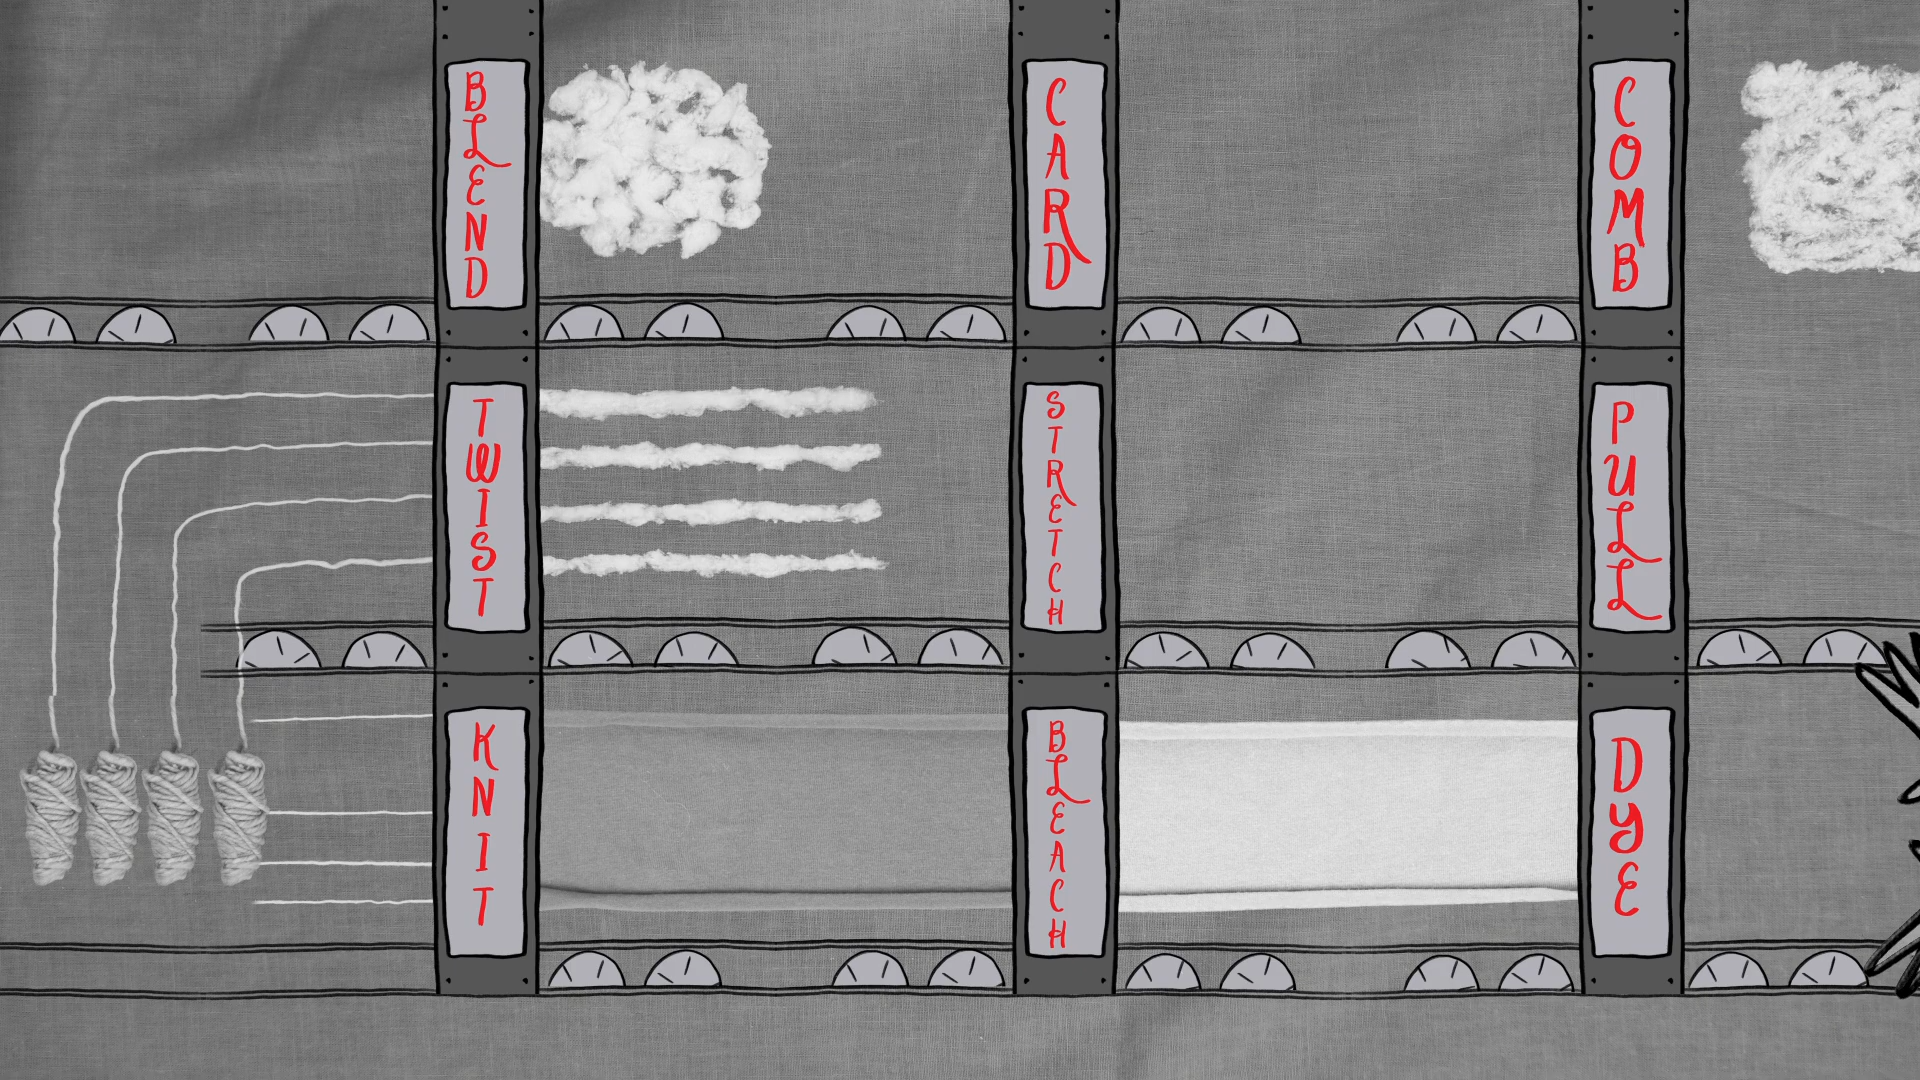 BLEND
CARD
COMB
TWIST
STRETCH
PULL
KNIT
BLEACH
DYE